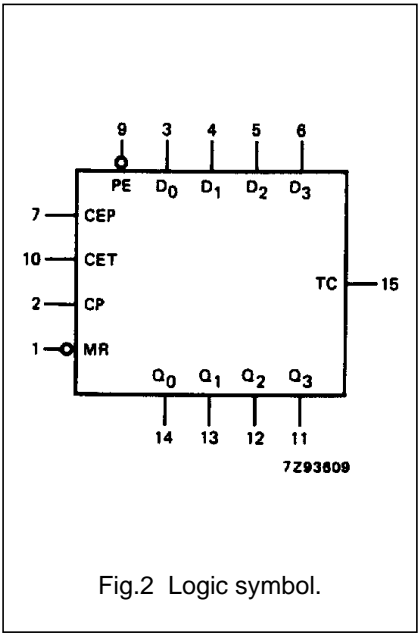 9 3 4 5 6
PE D0 D1 D2 D3
7 CEP
10 CET
TC 15
2 CP
1 MR
Q0 Q1 Q2 Q3
14 13 12 11
7Z93609
Fig.2 Logic symbol.